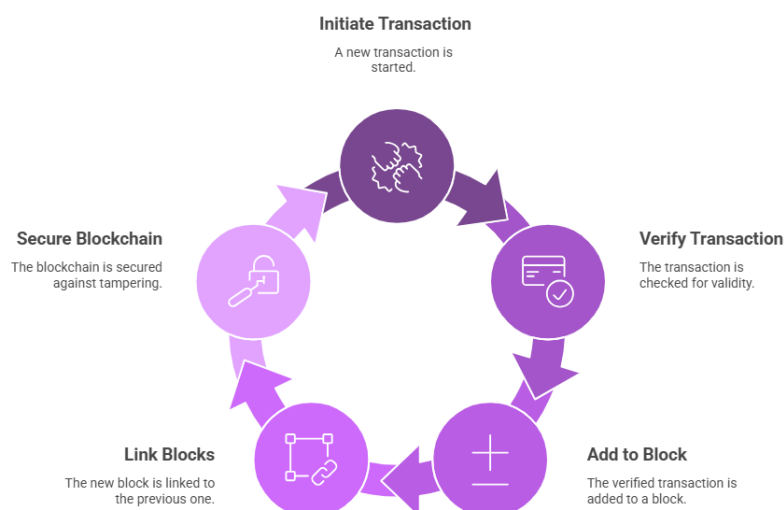 Initiate Transaction
A new transaction is
started.
Verify Transaction
The transaction is
checked for validity.
Add to Block
The verified transaction is
added to a block.
Link Blocks
The new block is linked to
the previous one.
Secure Blockchain
The blockchain is secured
against tampering.